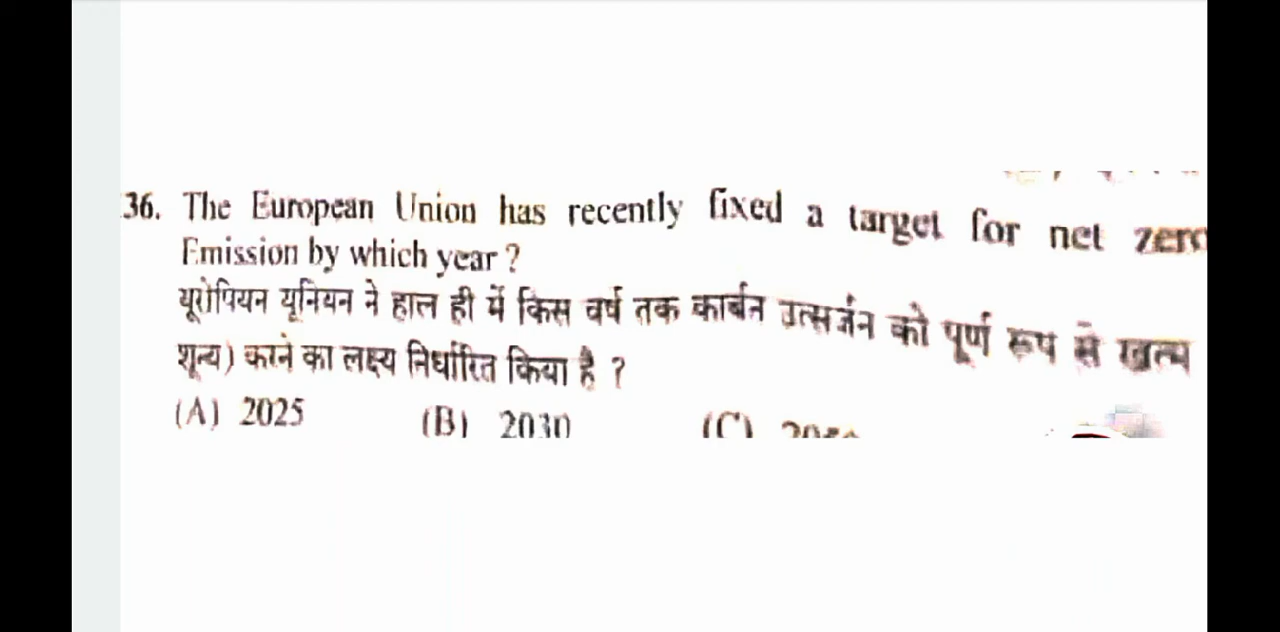 36. The European Union has recently fixed a target for net zero
Emission by which year ?
यूरोपियन यूनियन ने हाल ही में किस वर्ष तक कार्बन उत्सर्जन को पूर्ण रूप से खत्म
शून्य) करने का लक्ष्य निर्धारित किया है ?
(A) 2025 (B) 2030 (C)